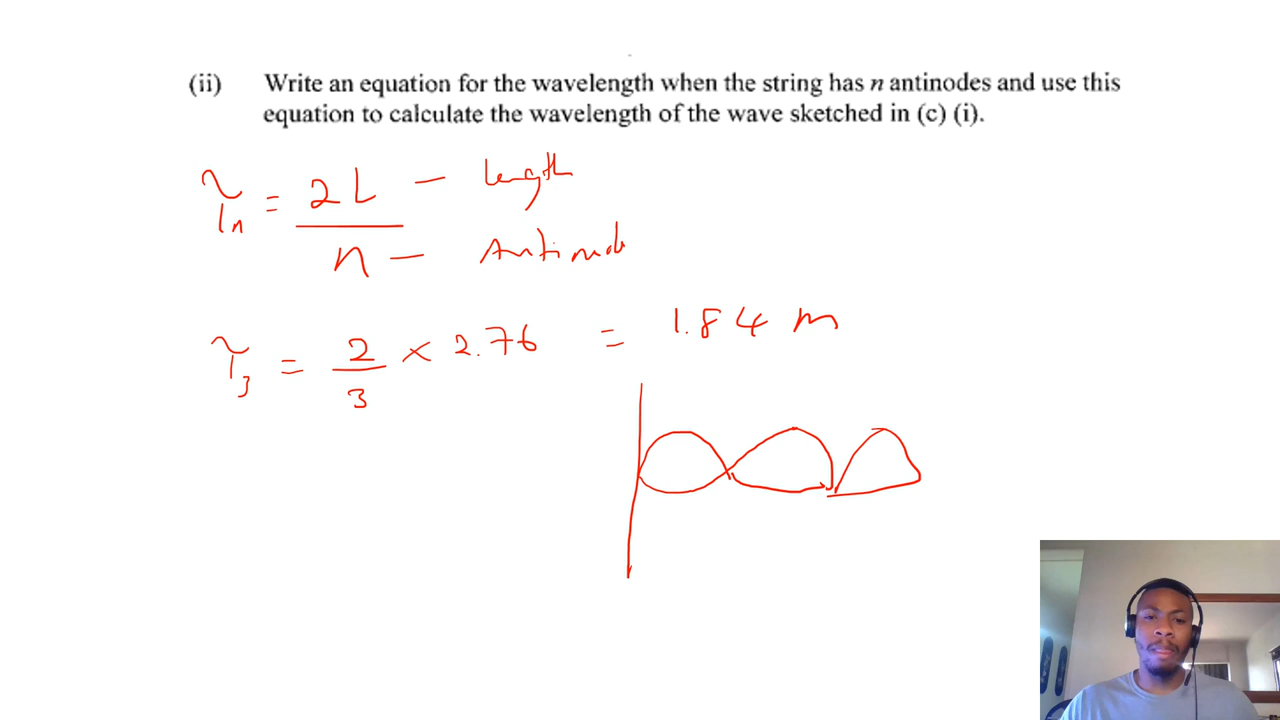 (ii) Write an equation for the wavelength when the string has n antinodes and use this
equation to calculate the wavelength of the wave sketched in (c) (i).
λn = 2L — length
n — Antinode
λ3 = 2/3 × 2.76 = 1.84 m